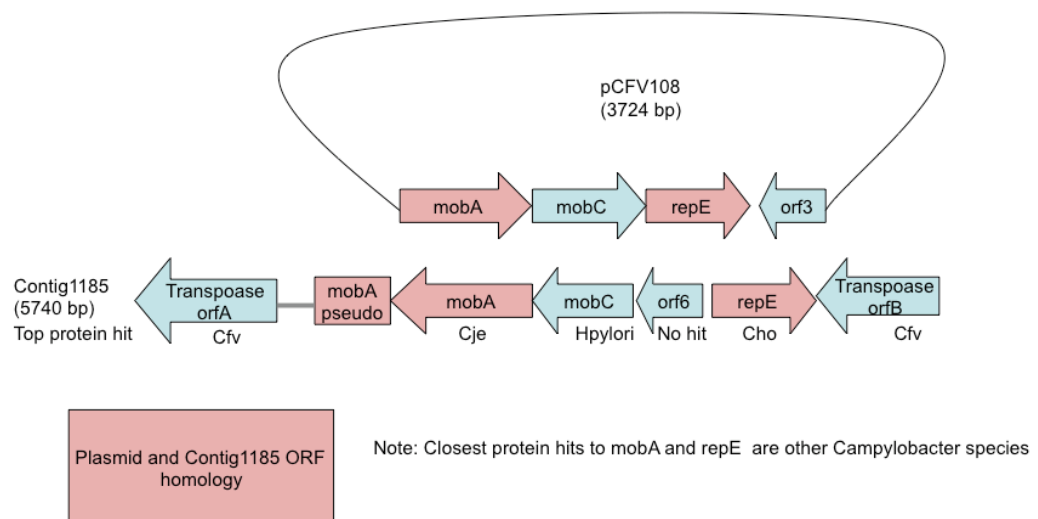 pCFV108
(3724 bp)
mobA
mobC
repE
orf3
Contig1185
(5740 bp)
Top protein hit
Transpoase
orfA
mobA
pseudo
mobA
mobC
orf6
repE
Transpoase
orfB
Cfv
Cje
Hpylori
No hit
Cho
Cfv
Plasmid and Contig1185 ORF
homology
Note: Closest protein hits to mobA and repE are other Campylobacter species